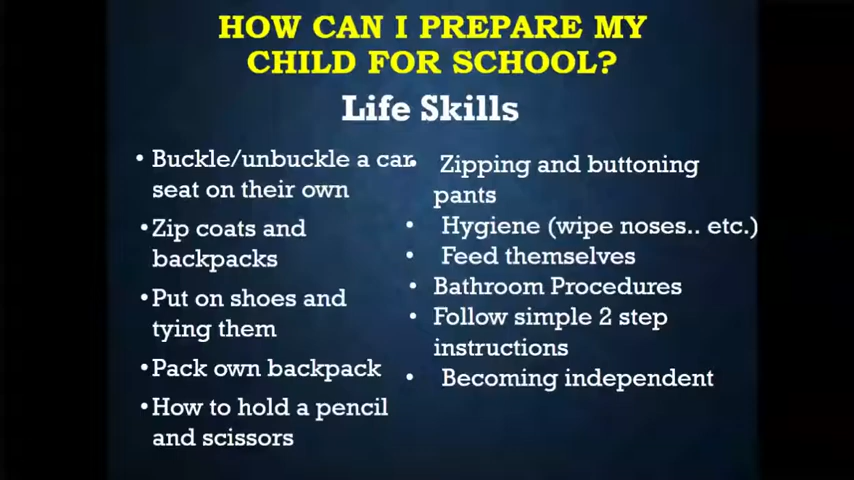 HOW CAN I PREPARE MY
CHILD FOR SCHOOL?
Life Skills
• Buckle/unbuckle a car
seat on their own
•Zip coats and
backpacks
•Put on shoes and
tying them
•Pack own backpack
•How to hold a pencil
and scissors
• Zipping and buttoning
pants
• Hygiene (wipe noses.. etc.)
• Feed themselves
• Bathroom Procedures
• Follow simple 2 step
instructions
• Becoming independent